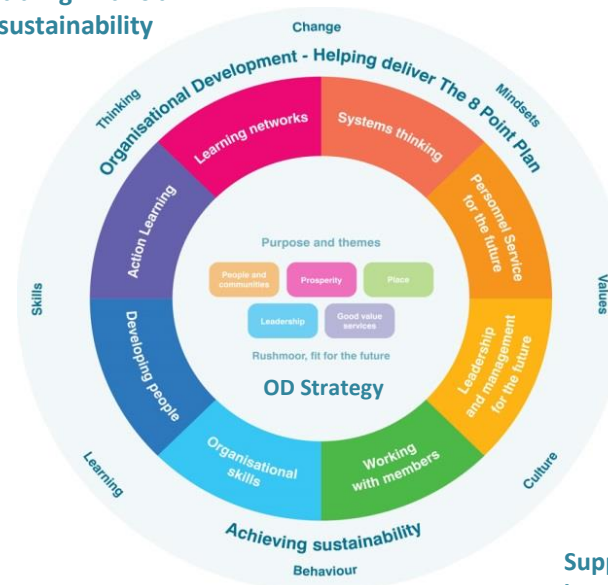 sustainability
Change
Thinking
Mindsets
Organisational Development - Helping deliver The 8 Point Plan
Learning networks
Systems thinking
Action Learning
Personnel Service
for the future
Purpose and themes
People and
communities
Prosperity
Place
Leadership
Good value
services
Rushmoor, fit for the future
OD Strategy
Skills
Values
Developing people
Leadership
and management
for the future
Organisational
skills
Working
with members
Learning
Culture
Achieving sustainability
Behaviour
Supp